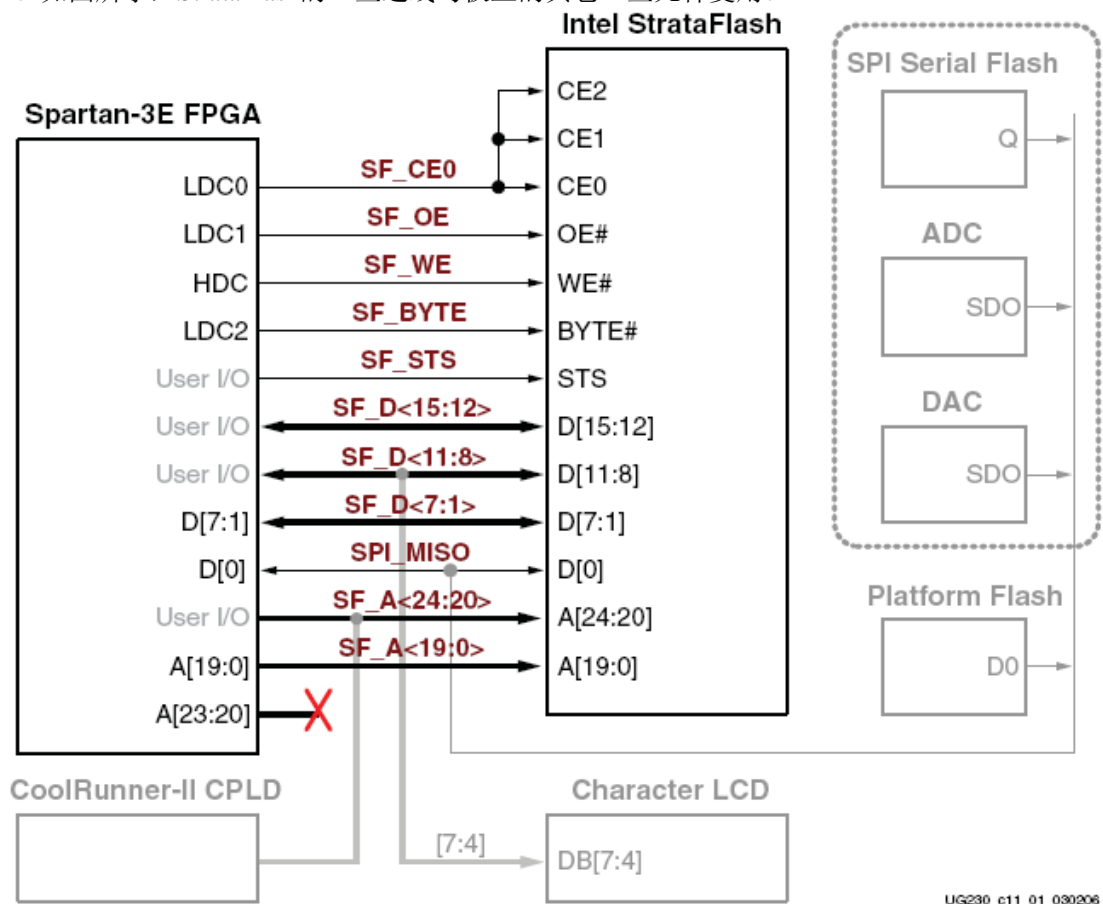 Intel StrataFlash
SPI Serial Flash
Spartan-3E FPGA
CE2
CE1
Q
LDC0
SF_CE0
CE0
LDC1
SF_OE
OE#
ADC
HDC
SF_WE
WE#
SDO
LDC2
SF_BYTE
BYTE#
User I/O
SF_STS
STS
DAC
User I/O
SF_D<15:12>
D[15:12]
User I/O
SF_D<11:8>
D[11:8]
SDO
D[7:1]
SF_D<7:1>
D[7:1]
D[0]
SPI_MISO
D[0]
User I/O
SF_A<24:20>
A[24:20]
Platform Flash
A[19:0]
SF_A<19:0>
A[19:0]
D0
A[23:20]
CoolRunner-II CPLD
Character LCD
[7:4]
DB[7:4]
UG230_c11_01_030206